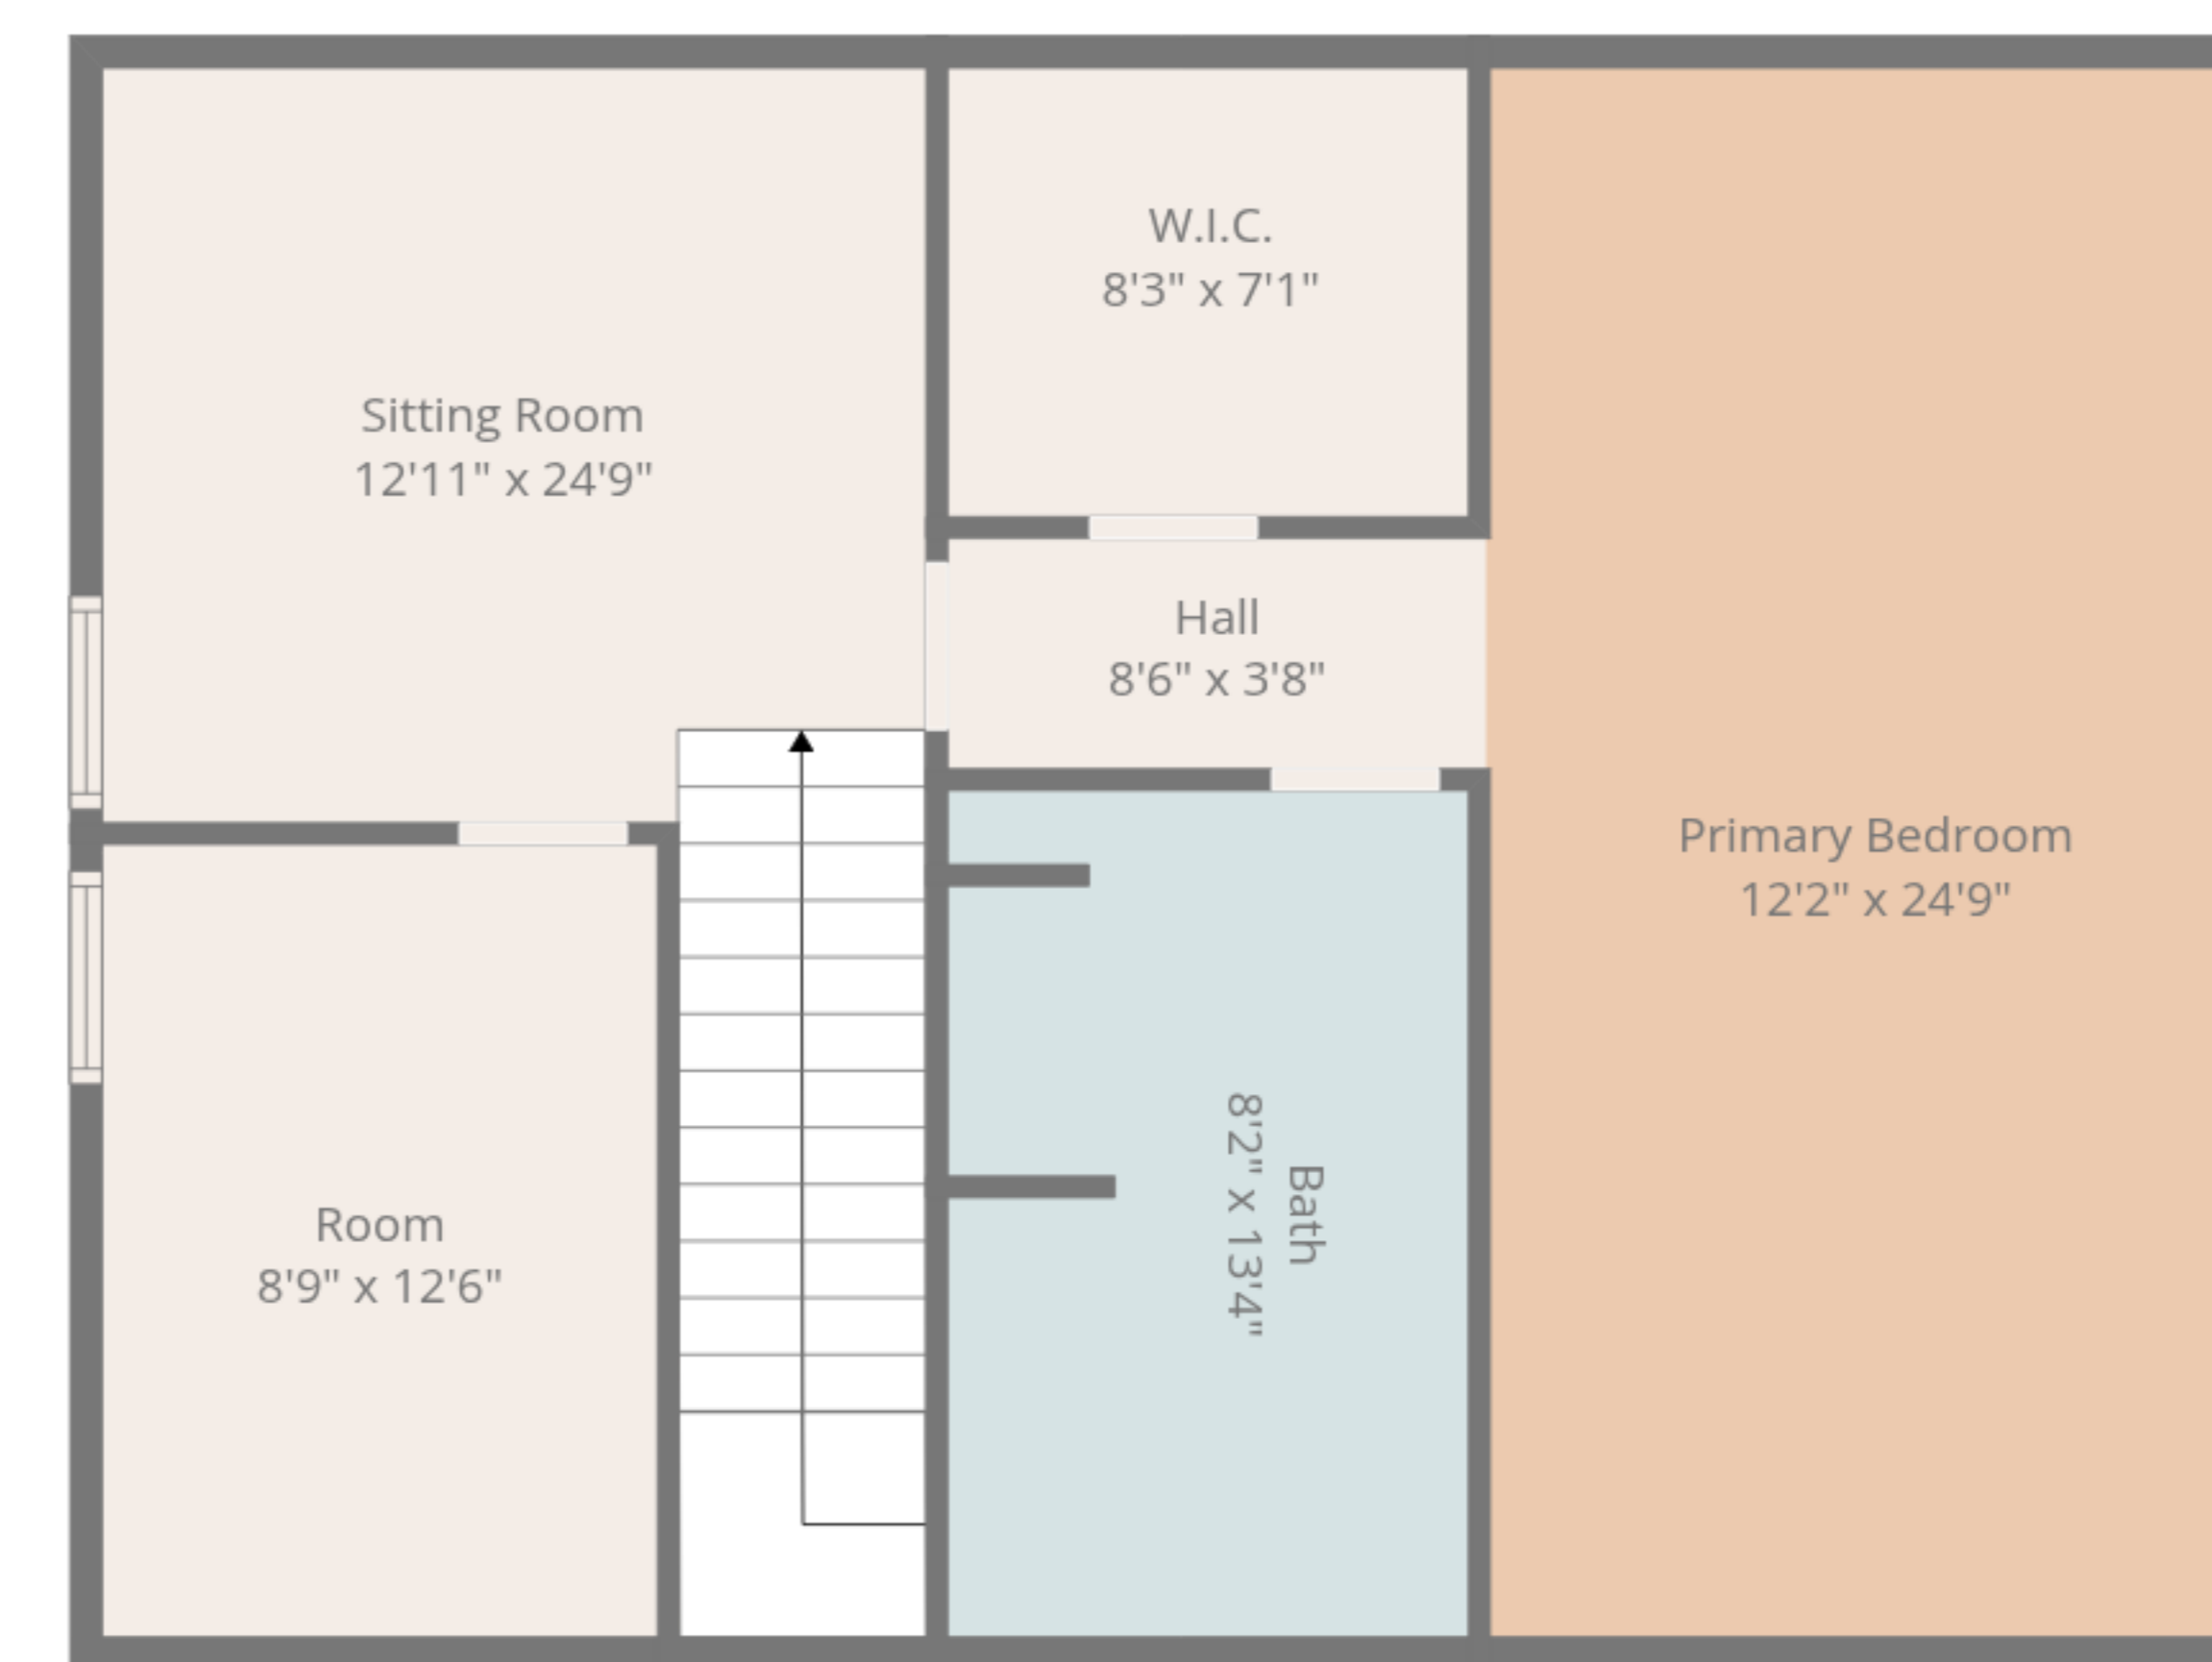 W.I.C.
8'3" x 7'1"
Sitting Room
12'11" x 24'9"
Hall
8'6" x 3'8"
Primary Bedroom
12'2" x 24'9"
Bath
8'2" x 13'4"
Room
8'9" x 12'6"